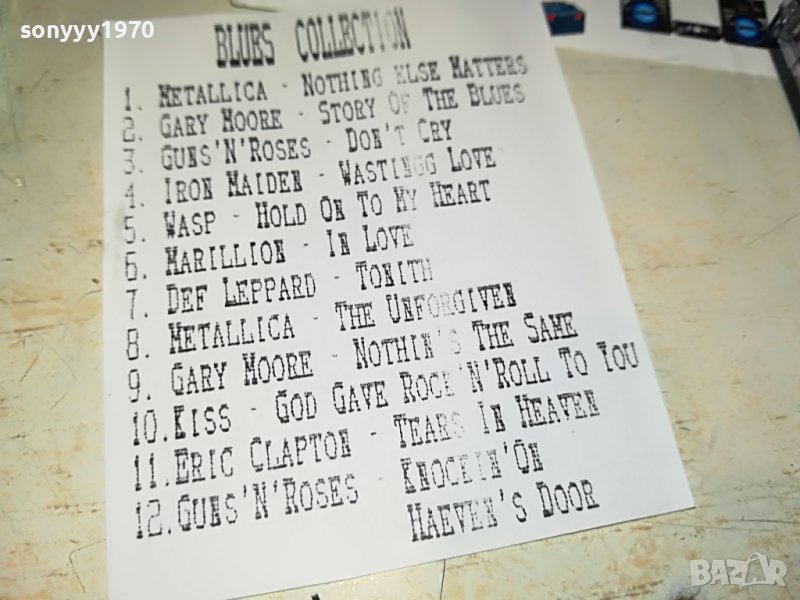 sonyyy1970
BLUES COLLECTION
1. METALLICA - NOTHING ELSE MATTERS
2. GARY MOORE - STORY OF THE BLUES
3. GUNS'N'ROSES - DON'T CRY
4. IRON MAIDEN - WASTINGG LOVE
5. WASP - HOLD ON TO MY HEART
6. MARILLION - IN LOVE
7. DEF LEPPARD - TONITH
8. METALLICA - THE UNFORGIVEN
9. GARY MOORE - NOTHIN'S THE SAME
10. KISS - GOD GAVE ROCK'N'ROLL TO YOU
11. ERIC CLAPTON - TEARS IN HEAVEN
12. GUNS'N'ROSES - KNOCKIN'ON
HAEVEN'S DOOR
BAZAR